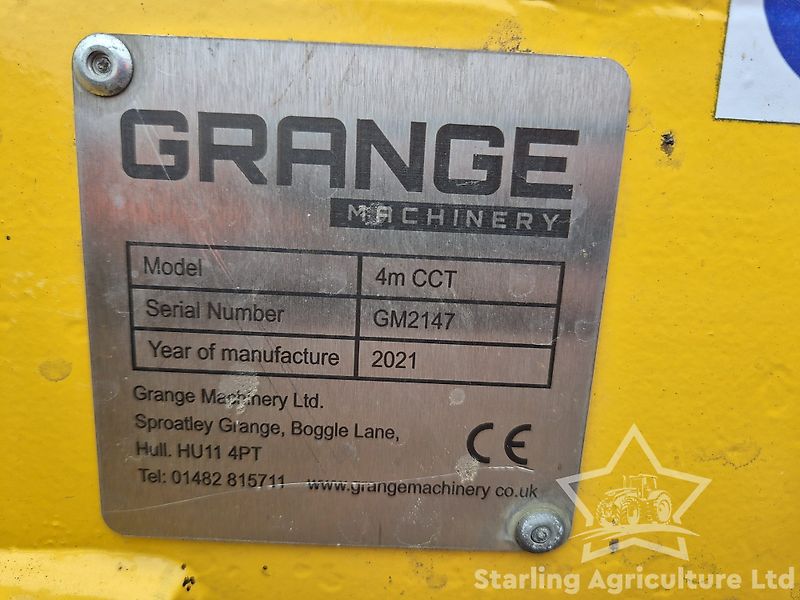 GRANGE
MACHINERY
Model 4m CCT
Serial Number GM2147
Year of manufacture 2021
Grange Machinery Ltd.
Sproatley Grange, Boggle Lane,
Hull. HU11 4PT
Tel: 01482 815711 www.grangemachinery.co.uk
CE
Starling Agriculture Ltd